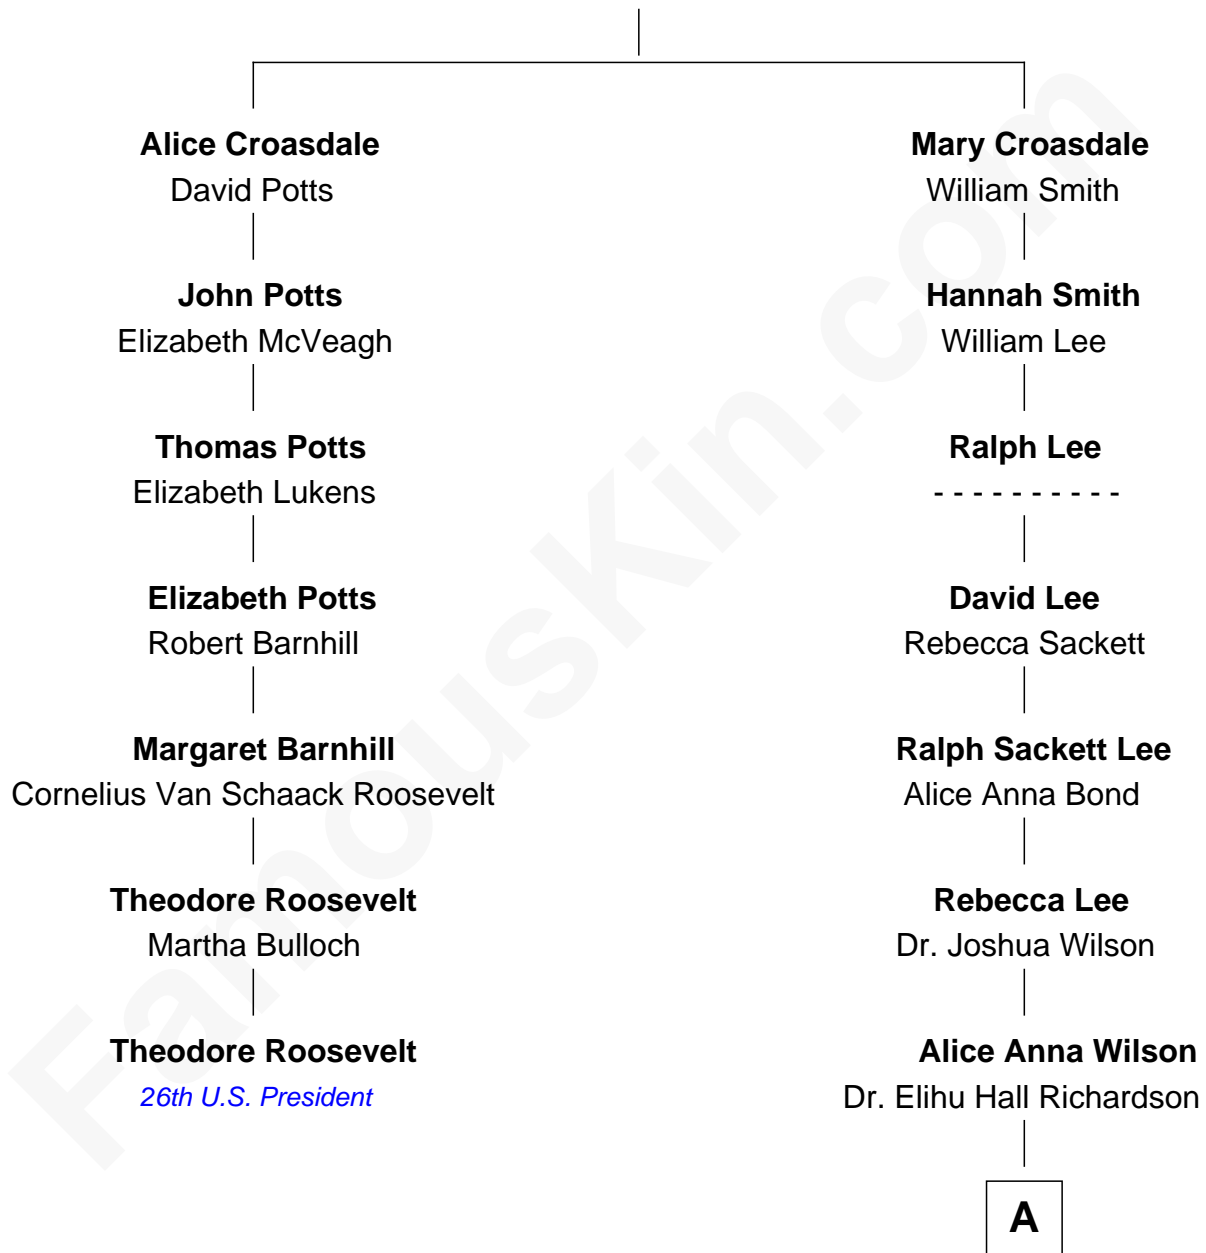 Alice Croasdale
David Potts
John Potts
Elizabeth McVeagh
Thomas Potts
Elizabeth Lukens
Elizabeth Potts
Robert Barnhill
Margaret Barnhill
Cornelius Van Schaack Roosevelt
Theodore Roosevelt
Martha Bulloch
Theodore Roosevelt
26th U.S. President
Mary Croasdale
William Smith
Hannah Smith
William Lee
Ralph Lee
- - - - - - - - - -
David Lee
Rebecca Sackett
Ralph Sackett Lee
Alice Anna Bond
Rebecca Lee
Dr. Joshua Wilson
Alice Anna Wilson
Dr. Elihu Hall Richardson
A
FamousKin.com